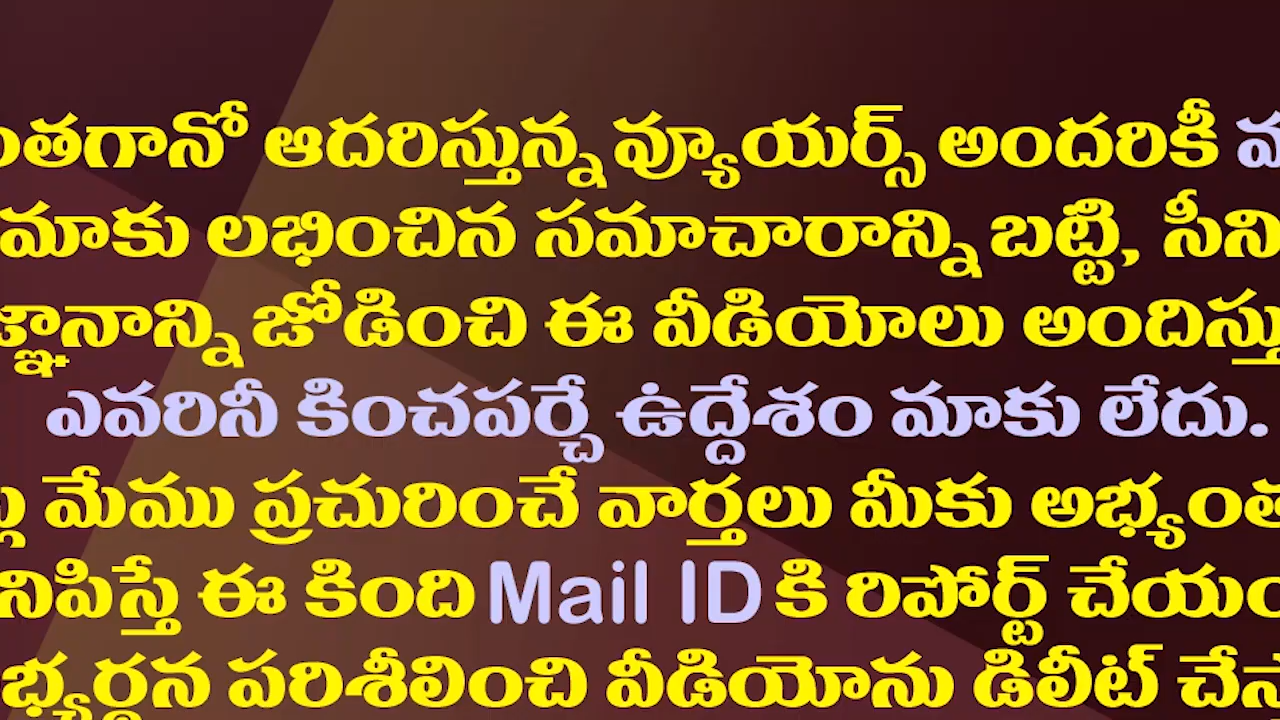 ంతగానో ఆదరిస్తున్న వ్యూయర్స్ అందరికీ
మాకు లభించిన సమాచారాన్ని బట్టి, సీని
జ్ఞానాన్ని జోడించి ఈ వీడియోలు అందిస్తు
ఎవరినీ కించపర్చే ఉద్దేశం మాకు లేదు.
మేము ప్రచురించే వార్తలు మీకు అభ్యంత
నిపిస్తే ఈ కింది Mail ID కి రిపోర్ట్ చేయం
భ్యర్థన పరిశీలించి వీడియోను డిలీట్ చేస